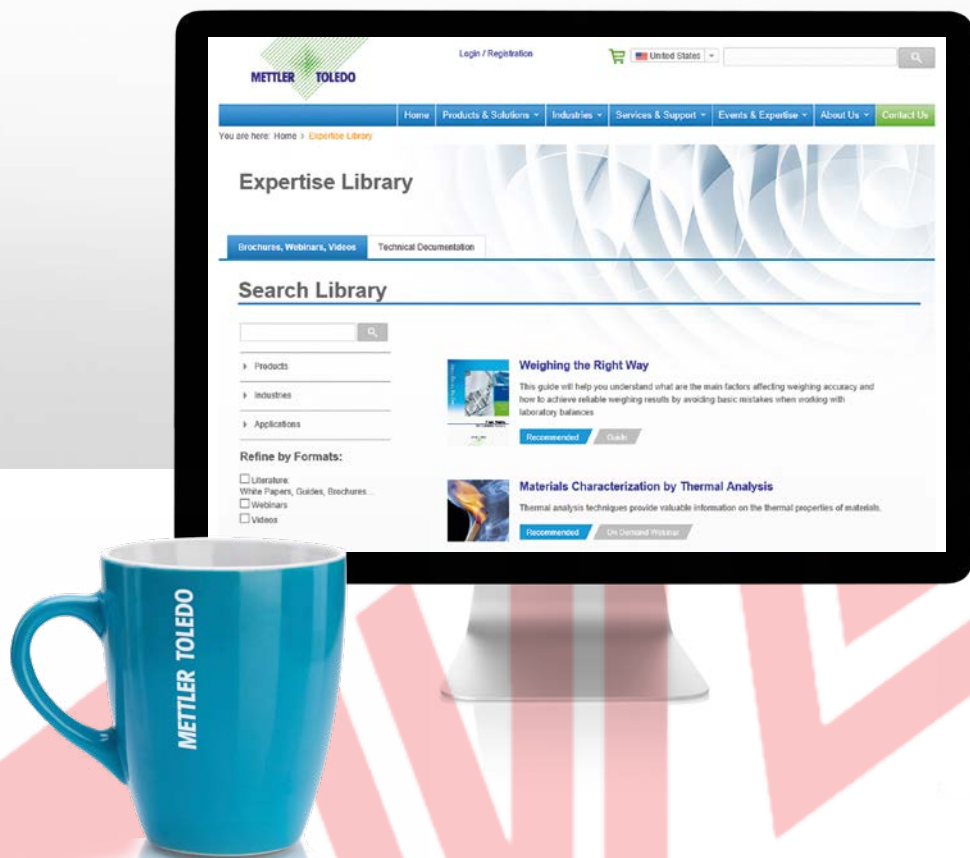 METTLER TOLEDO
Login / Registration
United States
Home Products & Solutions Industries Services & Support Events & Expertise About Us Contact Us
You are here: Home > Expertise Library
Expertise Library
Brochures, Webinars, Videos Technical Documentation
Search Library
Products
Industries
Applications
Refine by Formats:
Literature:
White Papers, Guides, Brochures...
Webinars
Videos
Weighing the Right Way
This guide will help you understand what are the main factors affecting weighing accuracy and
how to achieve reliable weighing results by avoiding basic mistakes when working with
laboratory balances
Recommended Guide
Materials Characterization by Thermal Analysis
Thermal analysis techniques provide valuable information on the thermal properties of materials.
Recommended On Demand Webinar
METTLER TOLEDO